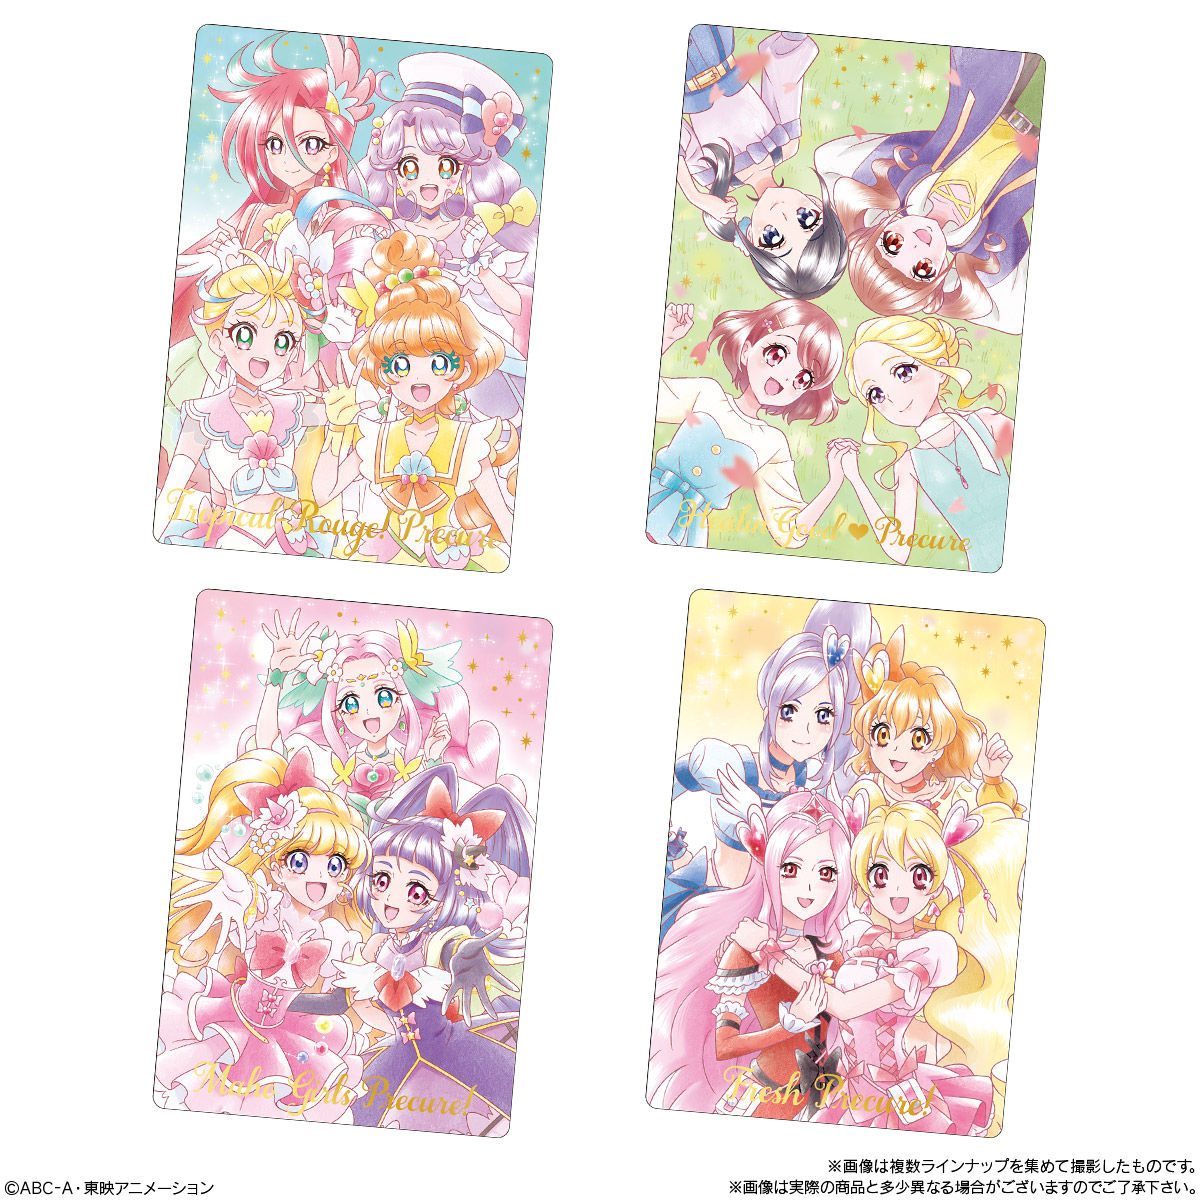 Tropical-Rouge! Precure
Healin' Good ♥ Precure
Maho Girls Precure!
Fresh Precure!
※画像は複数ラインナップを集めて撮影したものです。
©ABC-A・東映アニメーション
※画像は実際の商品と多少異なる場合がございますのでご了承下さい。